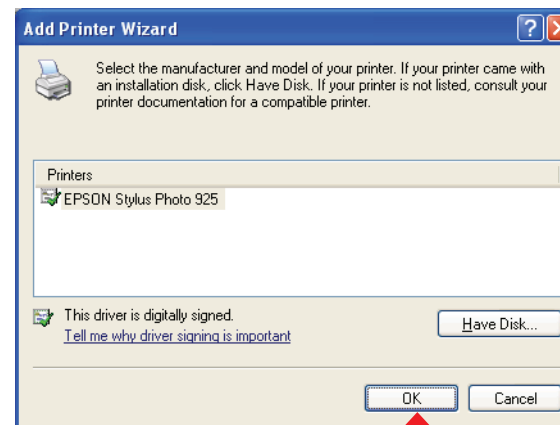 Add Printer Wizard
Select the manufacturer and model of your printer. If your printer came with
an installation disk, click Have Disk. If your printer is not listed, consult your
printer documentation for a compatible printer.
Printers
EPSON Stylus Photo 925
This driver is digitally signed.
Tell me why driver signing is important
Have Disk...
OK
Cancel